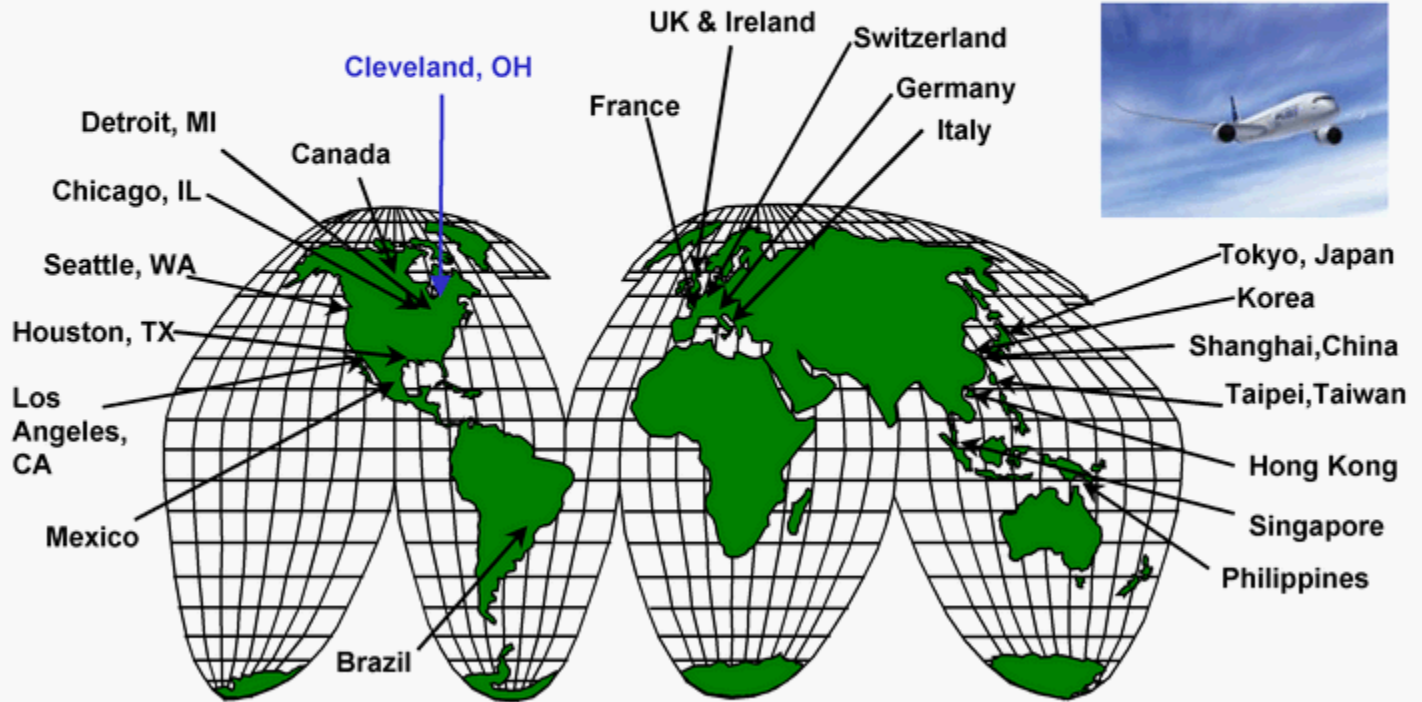 UK & Ireland
Switzerland
Cleveland, OH
Germany
France
Italy
Detroit, MI
Canada
Chicago, IL
Tokyo, Japan
Seattle, WA
Korea
Houston, TX
Shanghai,China
Taipei,Taiwan
Los
Angeles,
CA
Hong Kong
Singapore
Mexico
Philippines
Brazil